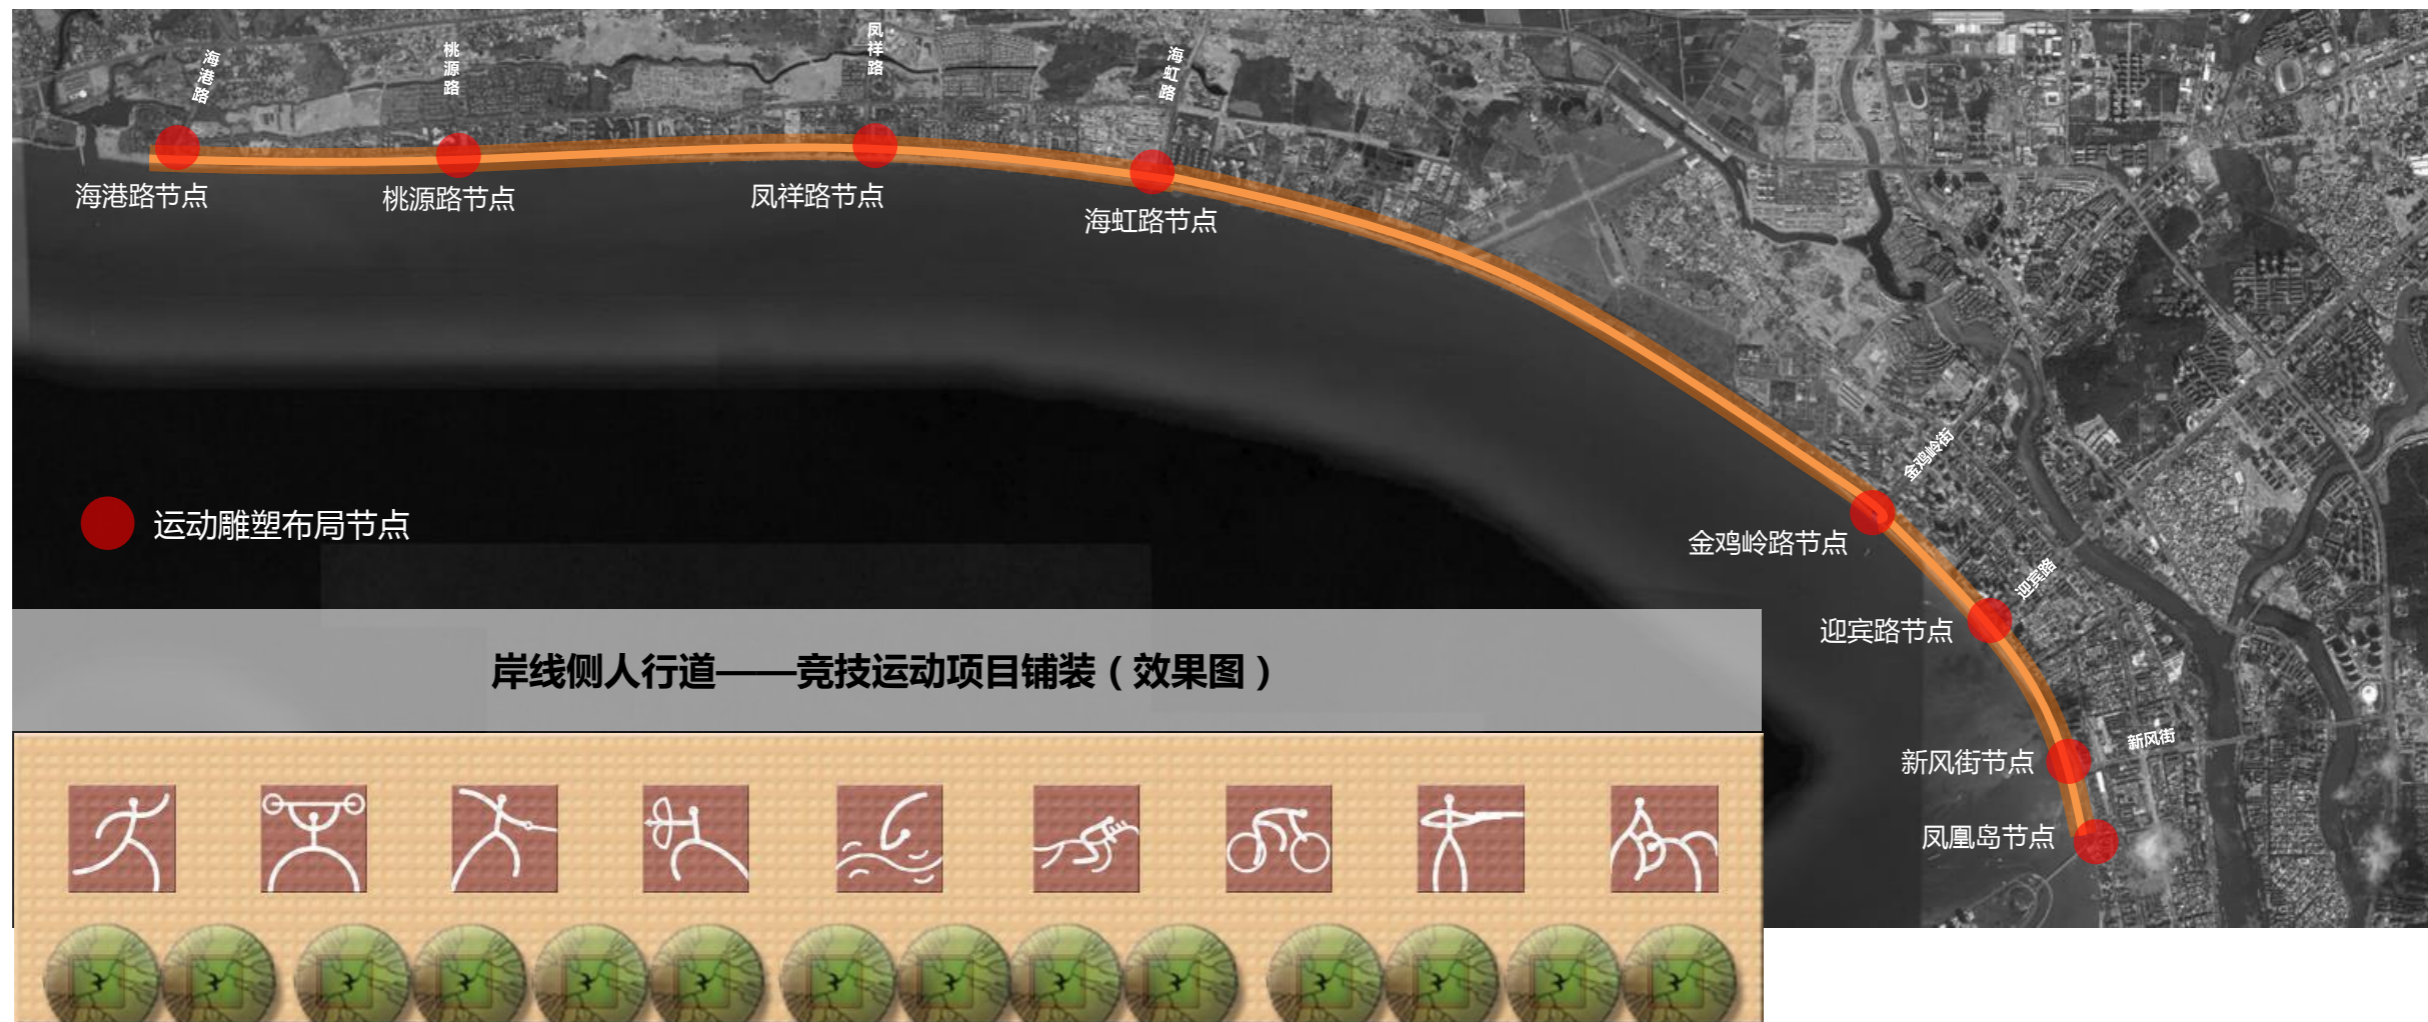 海港路
桃源路
凤祥路
海虹路
海港路节点
桃源路节点
凤祥路节点
海虹路节点
金鸡岭街
运动雕塑布局节点
金鸡岭路节点
迎宾路
迎宾路节点
岸线侧人行道——竞技运动项目铺装（效果图）
新风街
新风街节点
凤凰岛节点